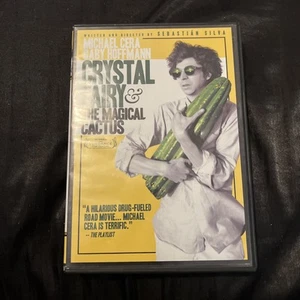 WRITTEN AND DIRECTED BY SEBASTIÁN SILVA
MICHAEL CERA
GABY HOFFMANN
CRYSTAL
FAIRY &
THE MAGICAL
CACTUS
"A HILARIOUS DRUG-FUELED
ROAD MOVIE... MICHAEL
CERA IS TERRIFIC."
— THE PLAYLIST